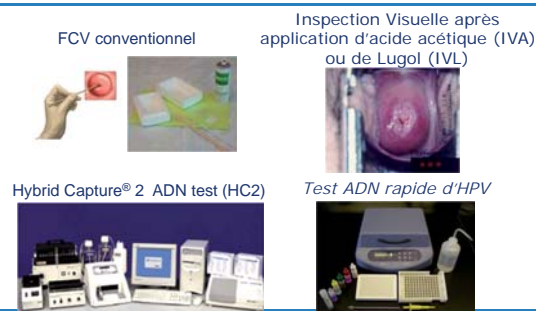 FCV conventionnel
Inspection Visuelle après
application d'acide acétique (IVA)
ou de Lugol (IVL)
Hybrid Capture® 2 ADN test (HC2)
Test ADN rapide d'HPV